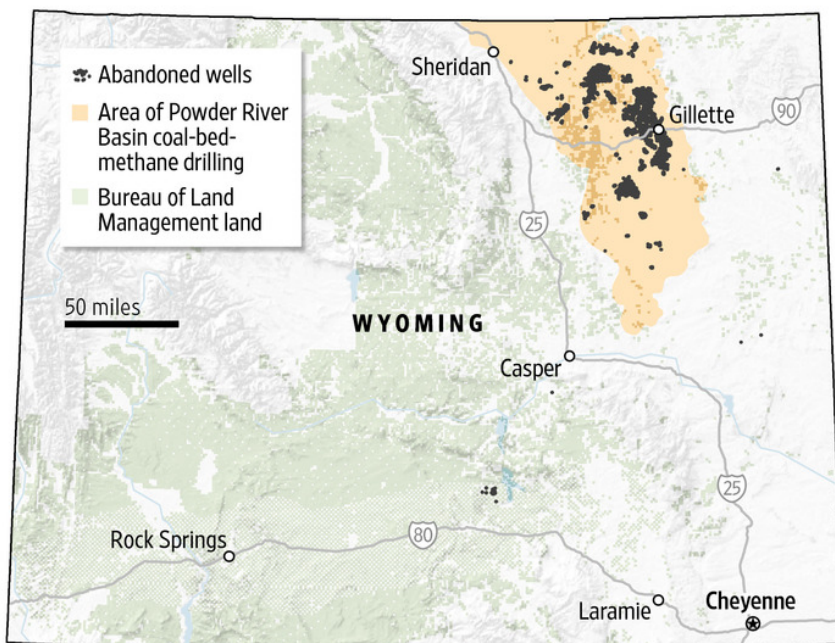 Abandoned wells
Area of Powder River
Basin coal-bed-
methane drilling
Bureau of Land
Management land
50 miles
Sheridan
Gillette
90
25
WYOMING
Casper
25
Rock Springs
80
Laramie
Cheyenne